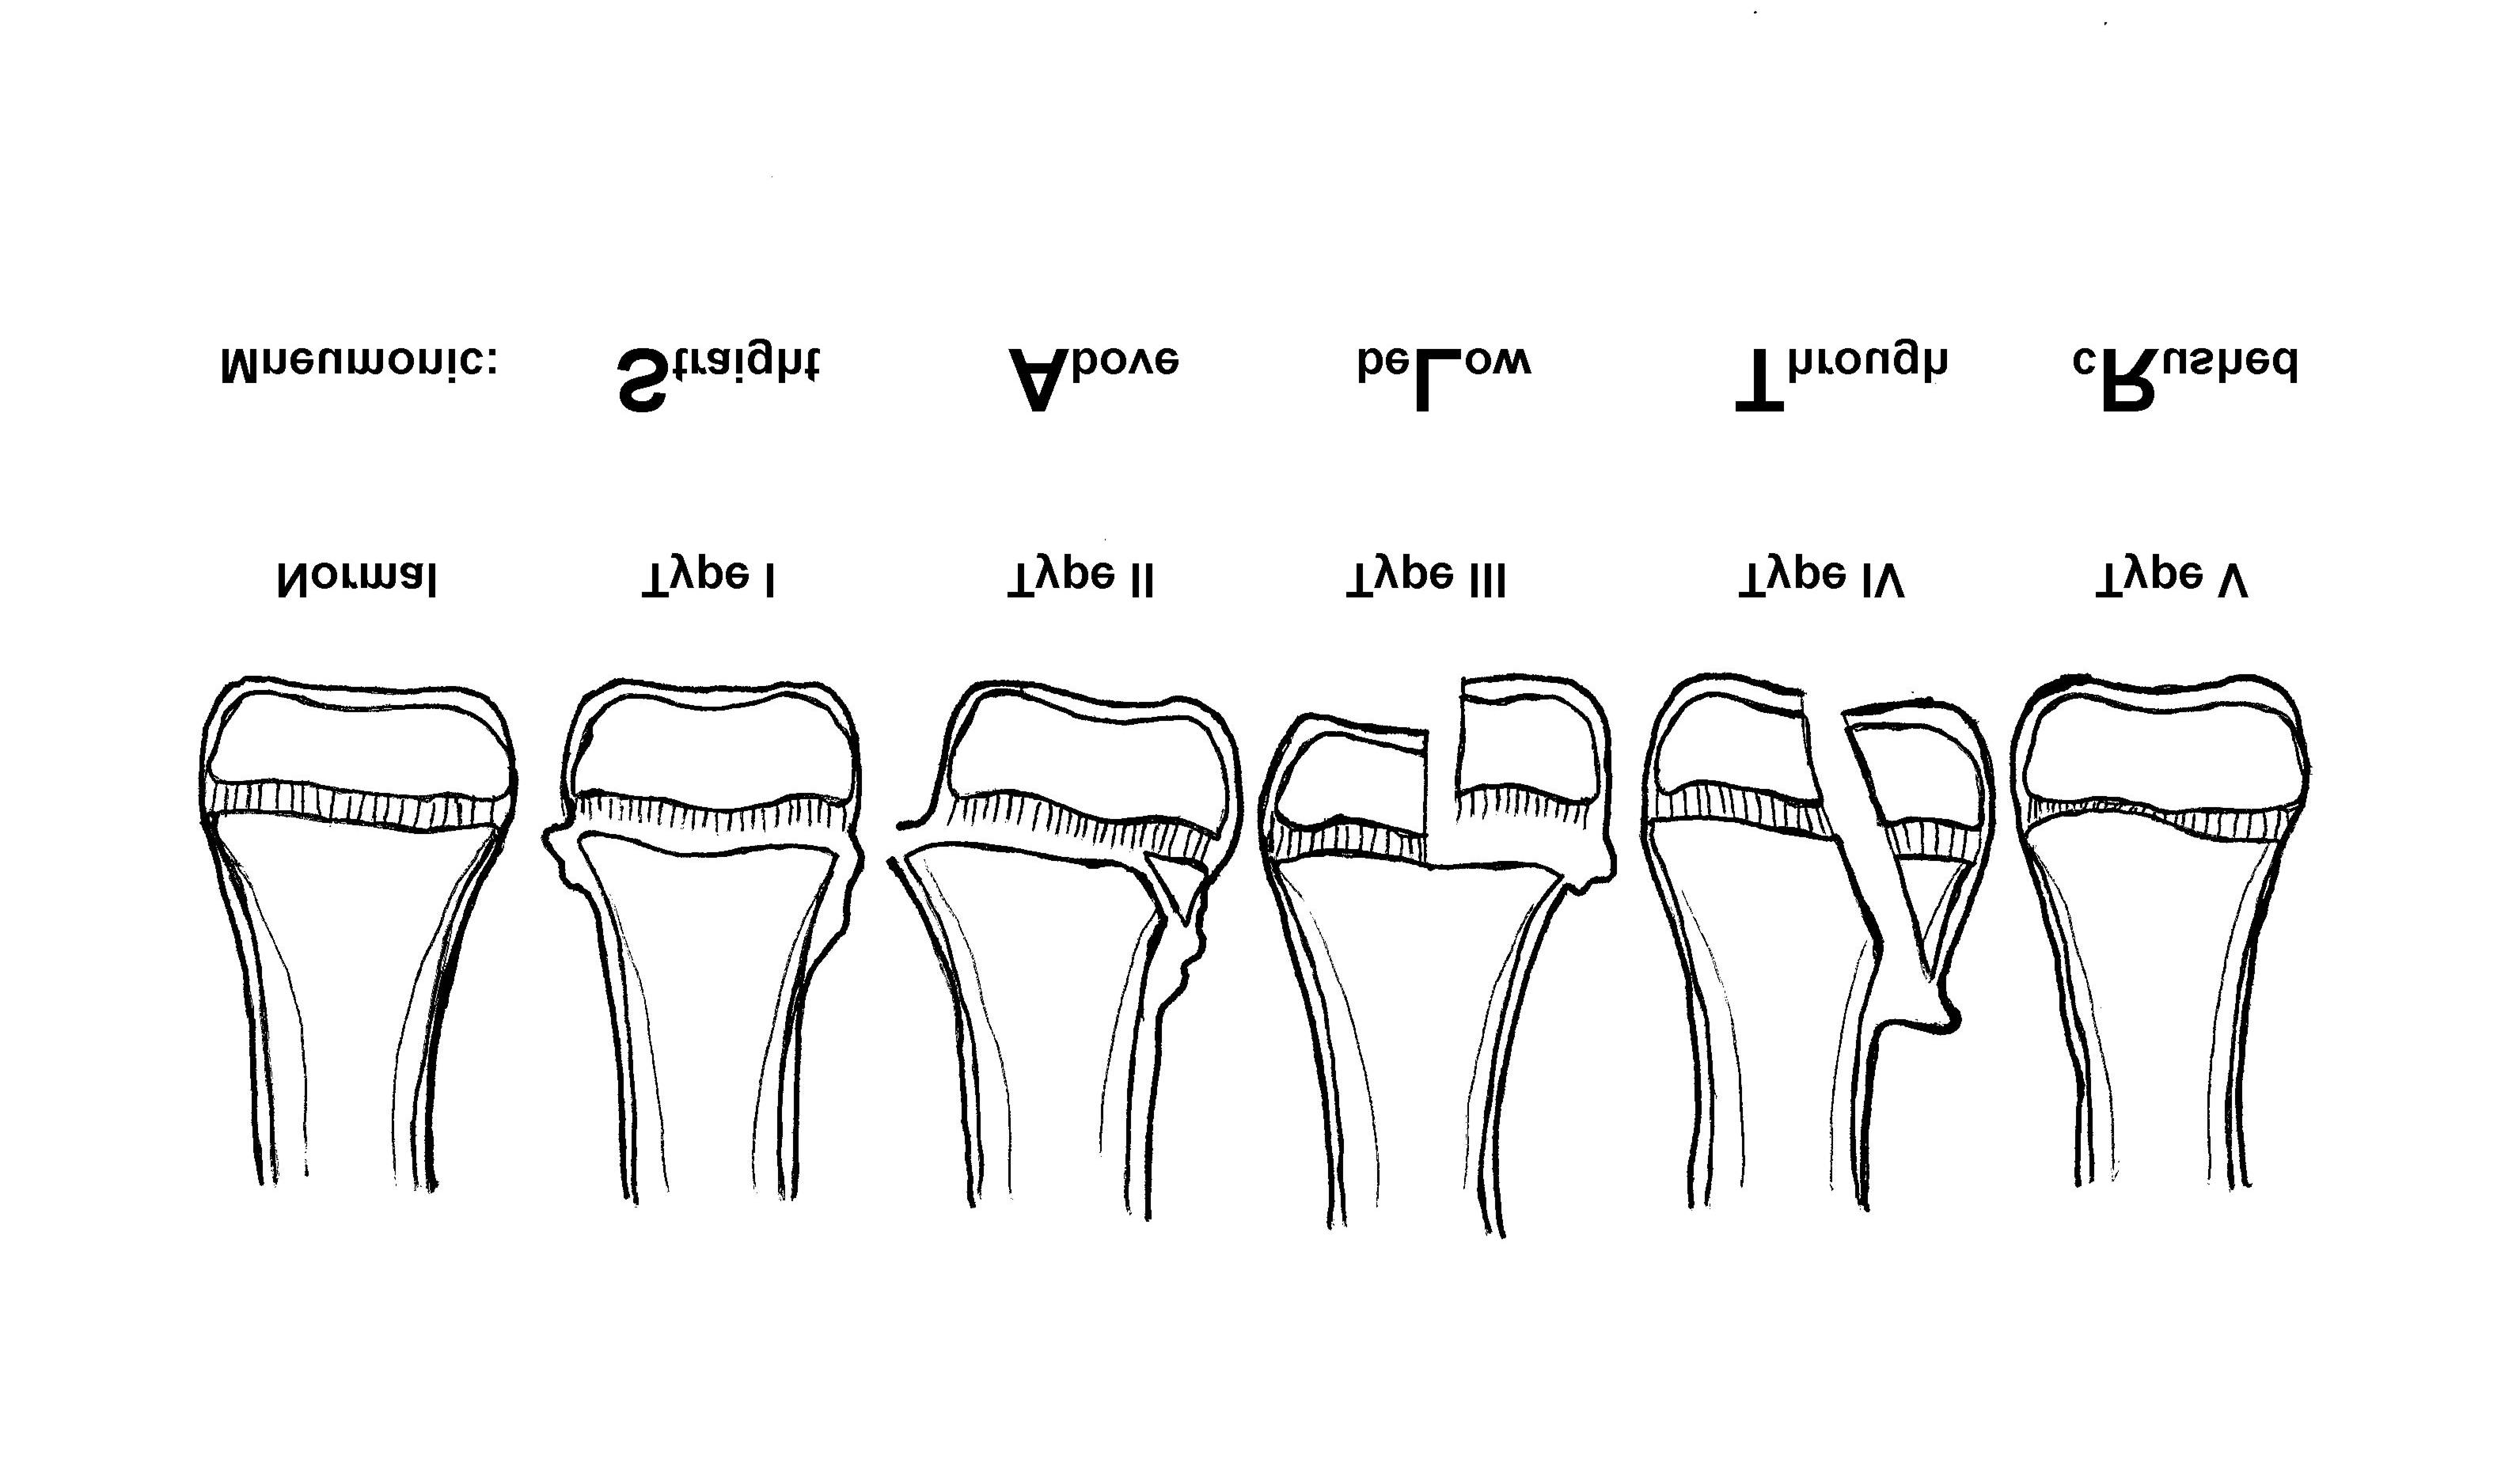 Normal Type I Type II Type III Type IV Type V
Mneumonic: Straight Above beLow Through cRushed